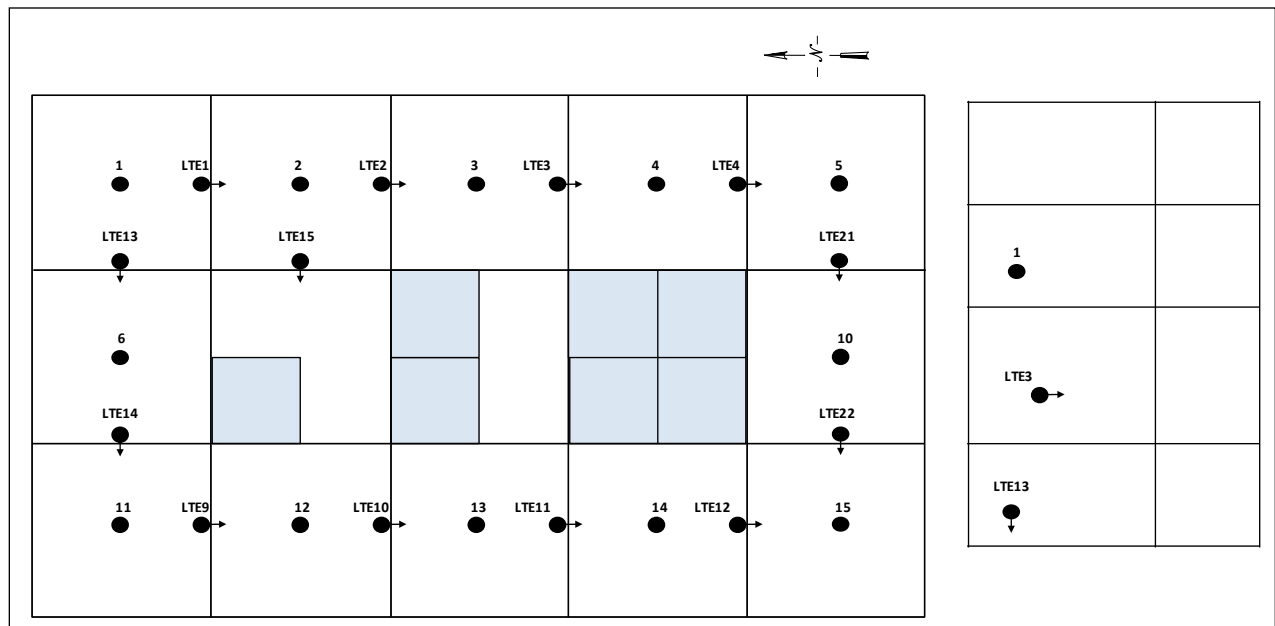 N
1 LTE1 2 LTE2 3 LTE3 4 LTE4 5
LTE13 LTE15 LTE21
6 10
LTE14 LTE22
11 LTE9 12 LTE10 13 LTE11 14 LTE12 15
1
LTE3
LTE13